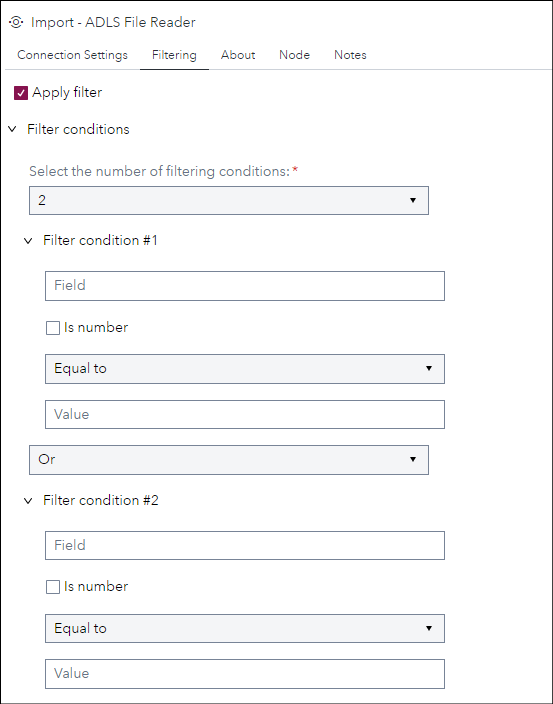 Import - ADLS File Reader
Connection Settings Filtering About Node Notes
Apply filter
Filter conditions
Select the number of filtering conditions:*
2
Filter condition #1
Field
Is number
Equal to
Value
Or
Filter condition #2
Field
Is number
Equal to
Value